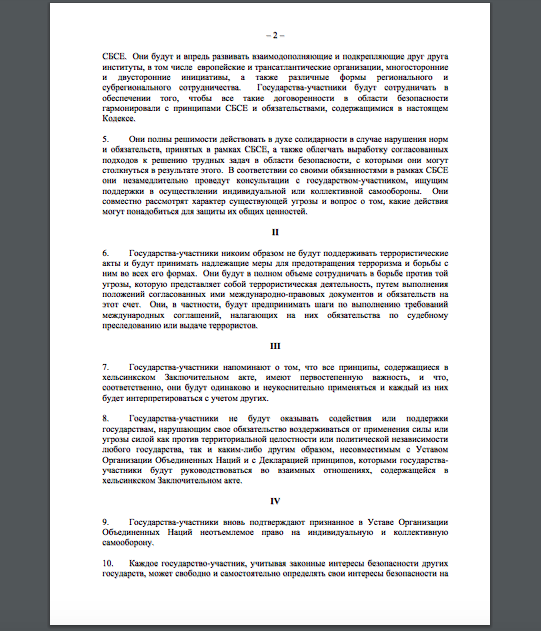 – 2 –
СБСЕ. Они будут и впредь развивать взаимодополняющие и подкрепляющие друг друга
институты, в том числе европейские и трансатлантические организации, многосторонние
и двусторонние инициативы, а также различные формы регионального и
субрегионального сотрудничества. Государства-участники будут сотрудничать в
обеспечении того, чтобы все такие договоренности в области безопасности
гармонировали с принципами СБСЕ и обязательствами, содержащимися в настоящем
Кодексе.
5. Они полны решимости действовать в духе солидарности в случае нарушения норм
и обязательств, принятых в рамках СБСЕ, а также облегчать выработку согласованных
подходов к решению трудных задач в области безопасности, с которыми они могут
столкнуться в результате этого. В соответствии со своими обязанностями в рамках СБСЕ
они незамедлительно проведут консультации с государством-участником, ищущим
поддержки в осуществлении индивидуальной или коллективной самообороны. Они
совместно рассмотрят характер существующей угрозы и вопрос о том, какие действия
могут понадобиться для защиты их общих ценностей.
II
6. Государства-участники никоим образом не будут поддерживать террористические
акты и будут принимать надлежащие меры для предотвращения терроризма и борьбы с
ним во всех его формах. Они будут в полном объеме сотрудничать в борьбе против той
угрозы, которую представляет собой террористическая деятельность, путем выполнения
положений согласованных ими международно-правовых документов и обязательств на
этот счет. Они, в частности, будут предпринимать шаги по выполнению требований
международных соглашений, налагающих на них обязательства по судебному
преследованию или выдаче террористов.
III
7. Государства-участники напоминают о том, что все принципы, содержащиеся в
хельсинкском Заключительном акте, имеют первостепенную важность, и что,
соответственно, они будут одинаково и неукоснительно применяться и каждый из них
будет интерпретироваться с учетом других.
8. Государства-участники не будут оказывать содействия или поддержки
государствам, нарушающим свое обязательство воздерживаться от применения силы или
угрозы силой как против территориальной целостности или политической независимости
любого государства, так и каким-либо другим образом, несовместимым с Уставом
Организации Объединенных Наций и с Декларацией принципов, которыми государства-
участники будут руководствоваться во взаимных отношениях, содержащейся в
хельсинкском Заключительном акте.
IV
9. Государства-участники вновь подтверждают признанное в Уставе Организации
Объединенных Наций неотъемлемое право на индивидуальную и коллективную
самооборону.
10. Каждое государство-участник, учитывая законные интересы безопасности других
государств, может свободно и самостоятельно определять свои интересы безопасности на